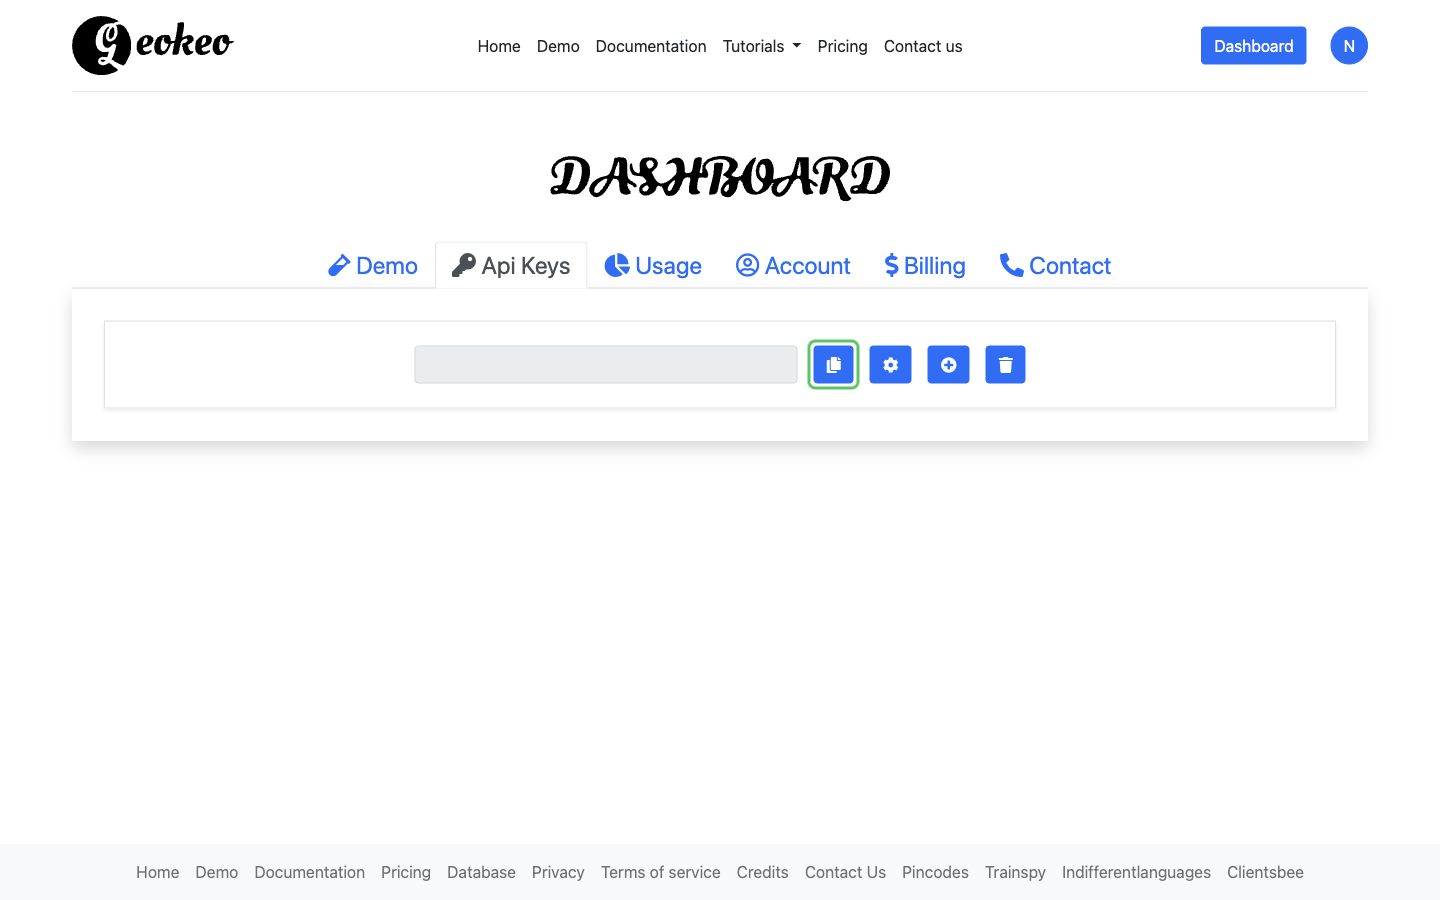 Geokeo
Home Demo Documentation Tutorials Pricing Contact us
Dashboard
N
DASHBOARD
Demo Api Keys Usage Account Billing Contact
Home Demo Documentation Pricing Database Privacy Terms of service Credits Contact Us Pincodes Trainspy Indifferentlanguages Clientsbee